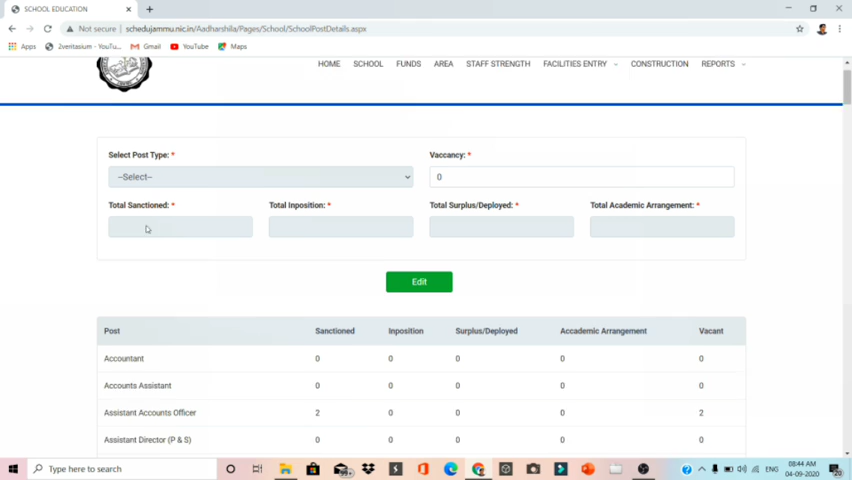 SCHOOL EDUCATION
Not secure | schedujammu.nic.in/Aadharshila/Pages/School/SchoolPostDetails.aspx
Apps 2veritasium - YouTu... Gmail YouTube Maps
HOME SCHOOL FUNDS AREA STAFF STRENGTH FACILITIES ENTRY CONSTRUCTION REPORTS
Select Post Type: * Vaccancy: *
--Select-- 0
Total Sanctioned: * Total Inposition: * Total Surplus/Deployed: * Total Academic Arrangement: *
Edit
Post Sanctioned Inposition Surplus/Deployed Accademic Arrangement Vacant
Accountant 0 0 0 0 0
Accounts Assistant 0 0 0 0 0
Assistant Accounts Officer 2 0 0 0 2
Assistant Director (P & S) 0 0 0 0 0
Type here to search 99+ ENG 08:44 AM
04-09-2020